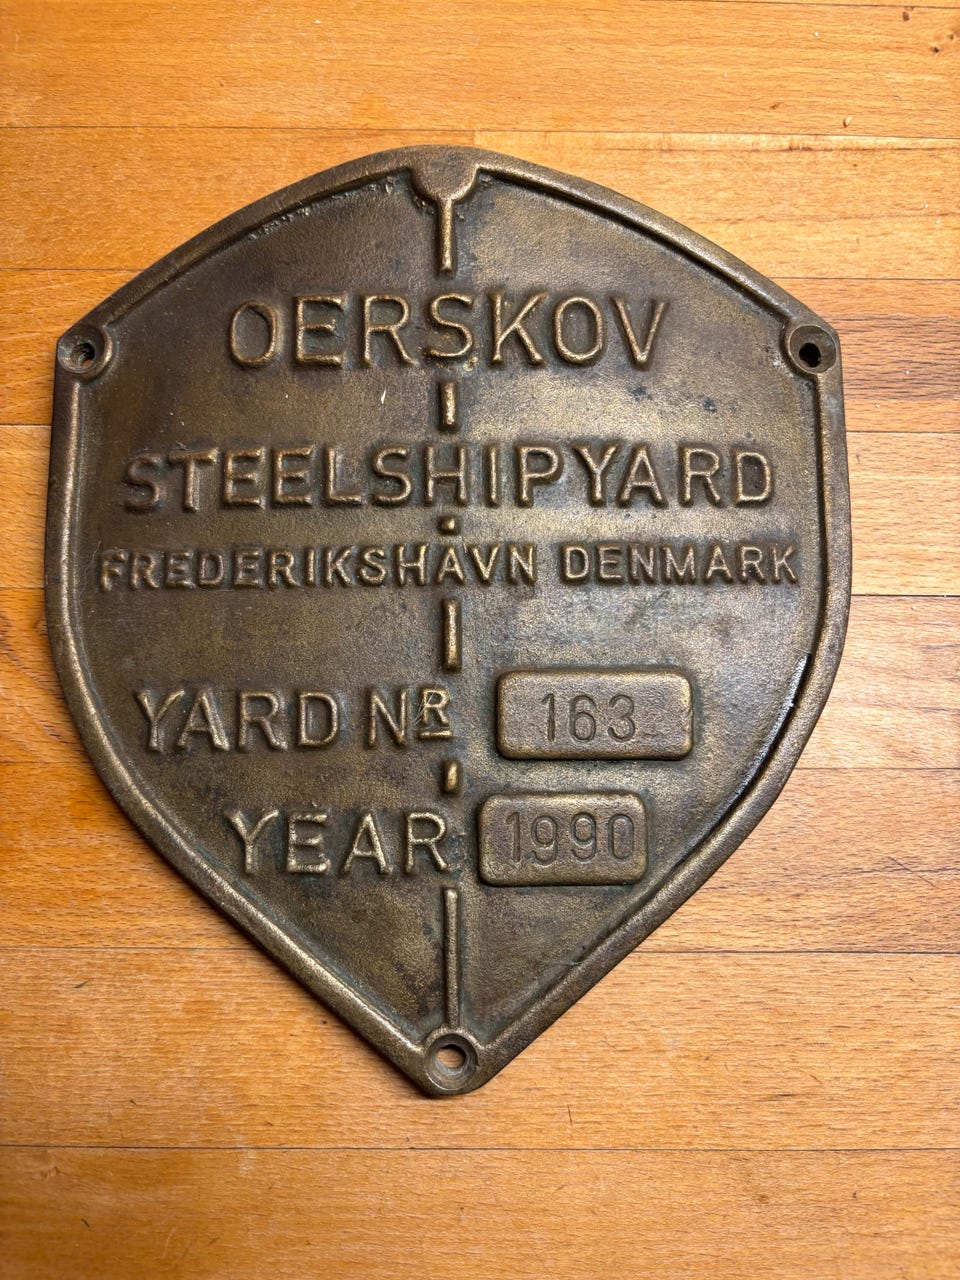 OERSKOV
STEELSHIPYARD
FREDERIKSHAVN DENMARK
YARD NR 163
YEAR 1990